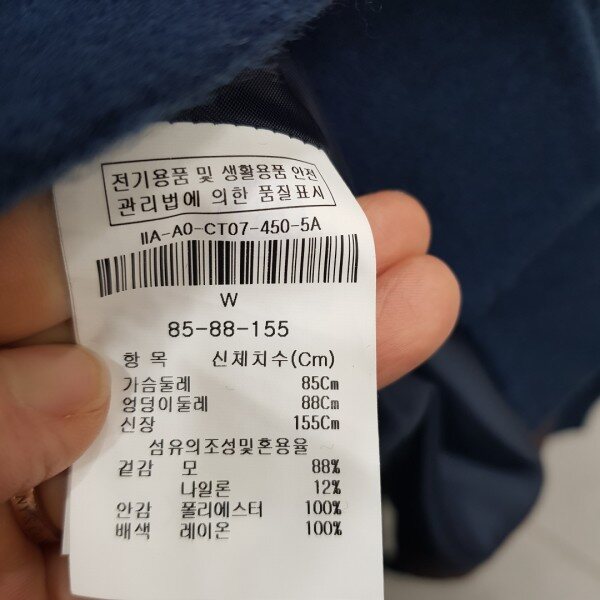 전기용품 및 생활용품 안전
관리법에 의한 품질표시
IIA-A0-CT07-450-5A
W
85-88-155
항 목 신체치수(Cm)
가슴둘레 85Cm
엉덩이둘레 88Cm
신장 155Cm
섬유의조성및혼용율
겉감 모 88%
나일론 12%
안감 폴리에스터 100%
배색 레이온 100%